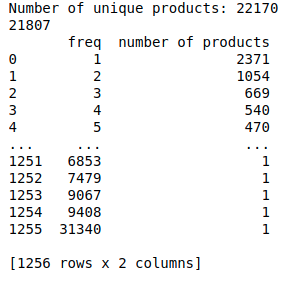 Number of unique products: 22170
21807
freq number of products
0 1 2371
1 2 1054
2 3 669
3 4 540
4 5 470
... ... ...
1251 6853 1
1252 7479 1
1253 9067 1
1254 9408 1
1255 31340 1
[1256 rows x 2 columns]